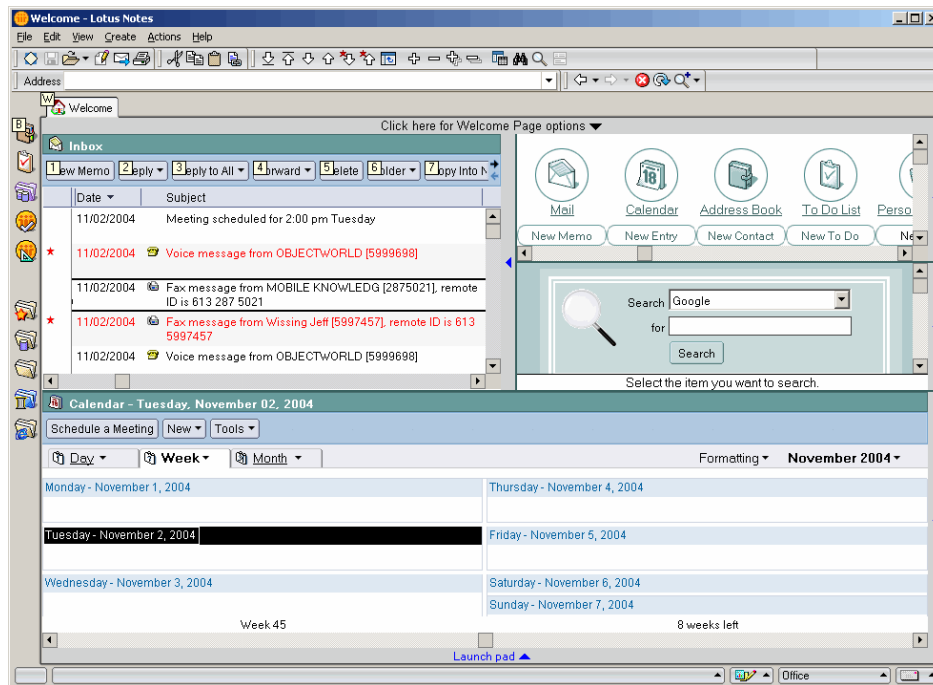 Welcome - Lotus Notes
File Edit View Create Actions Help
Address
W
Welcome
B
Click here for Welcome Page options
Inbox
1ew Memo 2eply 3eply to All 4orward 5elete 6older 7opy Into N
Date Subject
11/02/2004 Meeting scheduled for 2:00 pm Tuesday
11/02/2004 Voice message from OBJECTWORLD [5999698]
11/02/2004 Fax message from MOBILE KNOWLEDG [2875021], remote
ID is 613 287 5021
11/02/2004 Fax message from Wissing Jeff [5997457], remote ID is 613
5997457
11/02/2004 Voice message from OBJECTWORLD [5999698]
18
Mail Calendar Address Book To Do List Perso
New Memo New Entry New Contact New To Do Ne
Search Google
for
Search
Select the item you want to search.
Calendar - Tuesday, November 02, 2004
Schedule a Meeting New Tools
Day Week Month Formatting November 2004
Monday - November 1, 2004
Thursday - November 4, 2004
Tuesday - November 2, 2004
Friday - November 5, 2004
Wednesday - November 3, 2004
Saturday - November 6, 2004
Sunday - November 7, 2004
Week 45
8 weeks left
Launch pad
Office